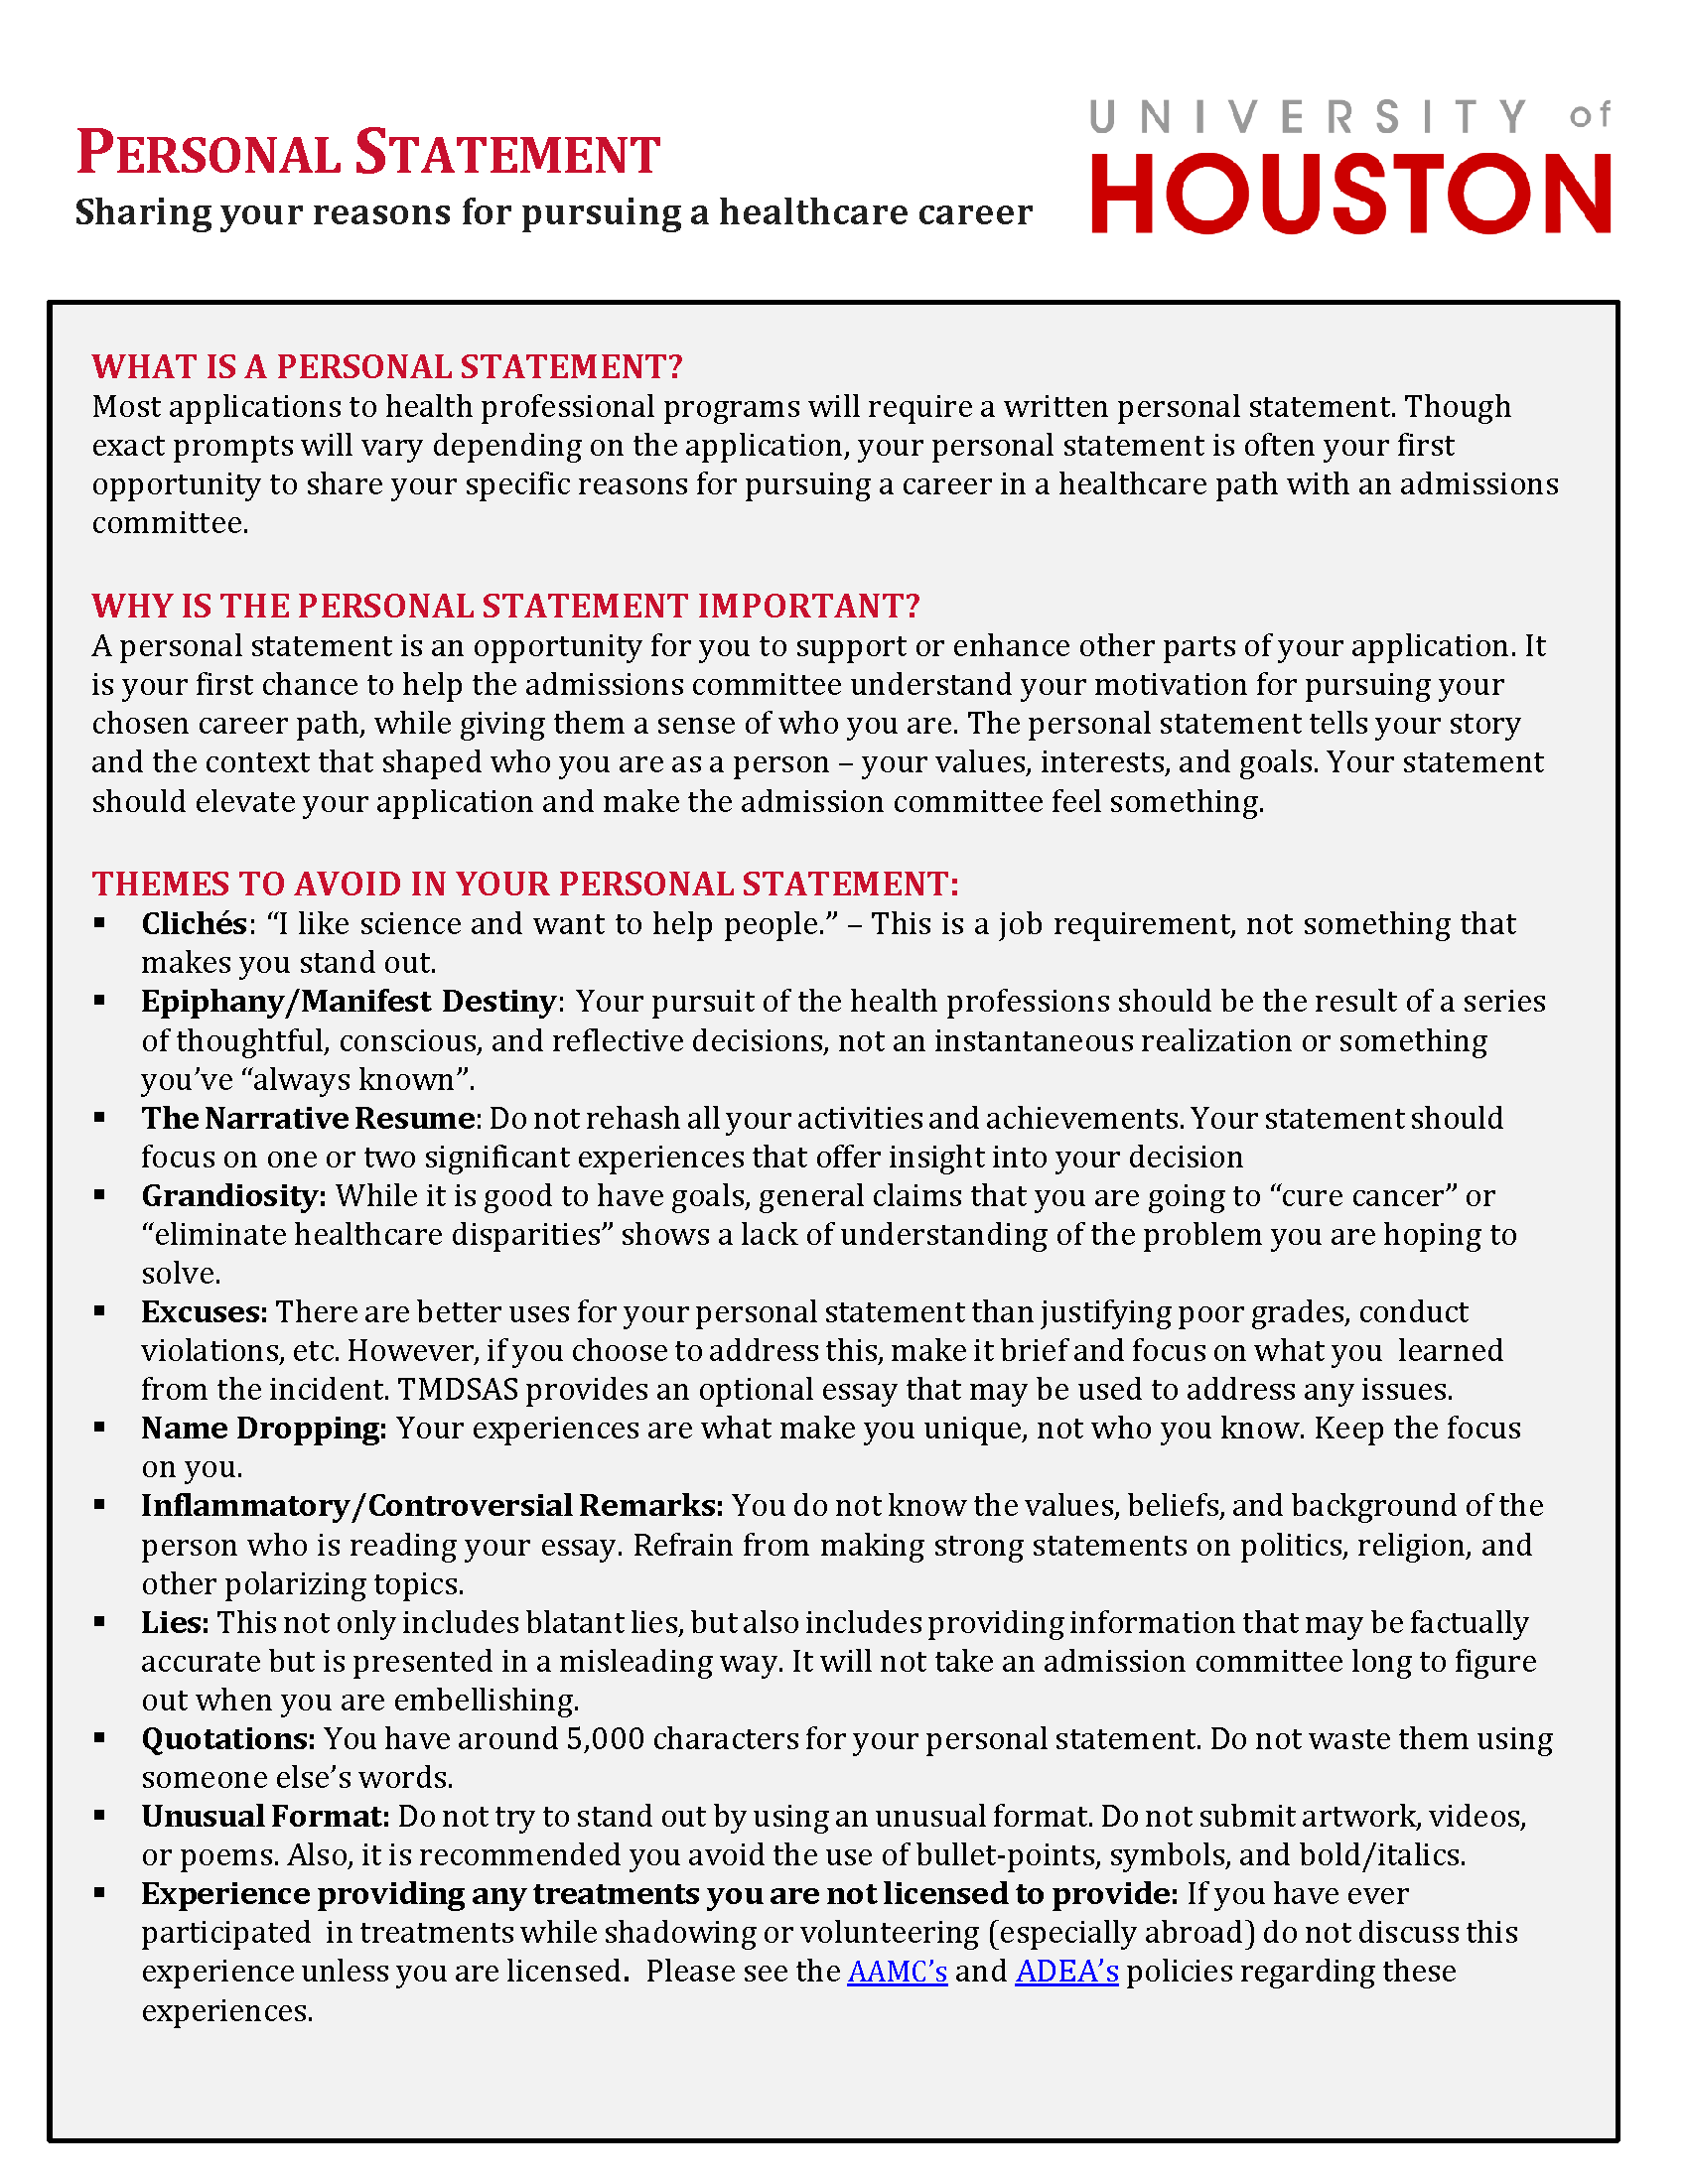 PERSONAL STATEMENT
Sharing your reasons for pursuing a healthcare career
UNIVERSITY of
HOUSTON
WHAT IS A PERSONAL STATEMENT?
Most applications to health professional programs will require a written personal statement. Though
exact prompts will vary depending on the application, your personal statement is often your first
opportunity to share your specific reasons for pursuing a career in a healthcare path with an admissions
committee.
WHY IS THE PERSONAL STATEMENT IMPORTANT?
A personal statement is an opportunity for you to support or enhance other parts of your application. It
is your first chance to help the admissions committee understand your motivation for pursuing your
chosen career path, while giving them a sense of who you are. The personal statement tells your story
and the context that shaped who you are as a person – your values, interests, and goals. Your statement
should elevate your application and make the admission committee feel something.
THEMES TO AVOID IN YOUR PERSONAL STATEMENT:
▪ Clichés: “I like science and want to help people.” – This is a job requirement, not something that
makes you stand out.
▪ Epiphany/Manifest Destiny: Your pursuit of the health professions should be the result of a series
of thoughtful, conscious, and reflective decisions, not an instantaneous realization or something
you’ve “always known”.
▪ The Narrative Resume: Do not rehash all your activities and achievements. Your statement should
focus on one or two significant experiences that offer insight into your decision
▪ Grandiosity: While it is good to have goals, general claims that you are going to “cure cancer” or
“eliminate healthcare disparities” shows a lack of understanding of the problem you are hoping to
solve.
▪ Excuses: There are better uses for your personal statement than justifying poor grades, conduct
violations, etc. However, if you choose to address this, make it brief and focus on what you learned
from the incident. TMDSAS provides an optional essay that may be used to address any issues.
▪ Name Dropping: Your experiences are what make you unique, not who you know. Keep the focus
on you.
▪ Inflammatory/Controversial Remarks: You do not know the values, beliefs, and background of the
person who is reading your essay. Refrain from making strong statements on politics, religion, and
other polarizing topics.
▪ Lies: This not only includes blatant lies, but also includes providing information that may be factually
accurate but is presented in a misleading way. It will not take an admission committee long to figure
out when you are embellishing.
▪ Quotations: You have around 5,000 characters for your personal statement. Do not waste them using
someone else’s words.
▪ Unusual Format: Do not try to stand out by using an unusual format. Do not submit artwork, videos,
or poems. Also, it is recommended you avoid the use of bullet-points, symbols, and bold/italics.
▪ Experience providing any treatments you are not licensed to provide: If you have ever
participated in treatments while shadowing or volunteering (especially abroad) do not discuss this
experience unless you are licensed. Please see the AAMC’s and ADEA’s policies regarding these
experiences.